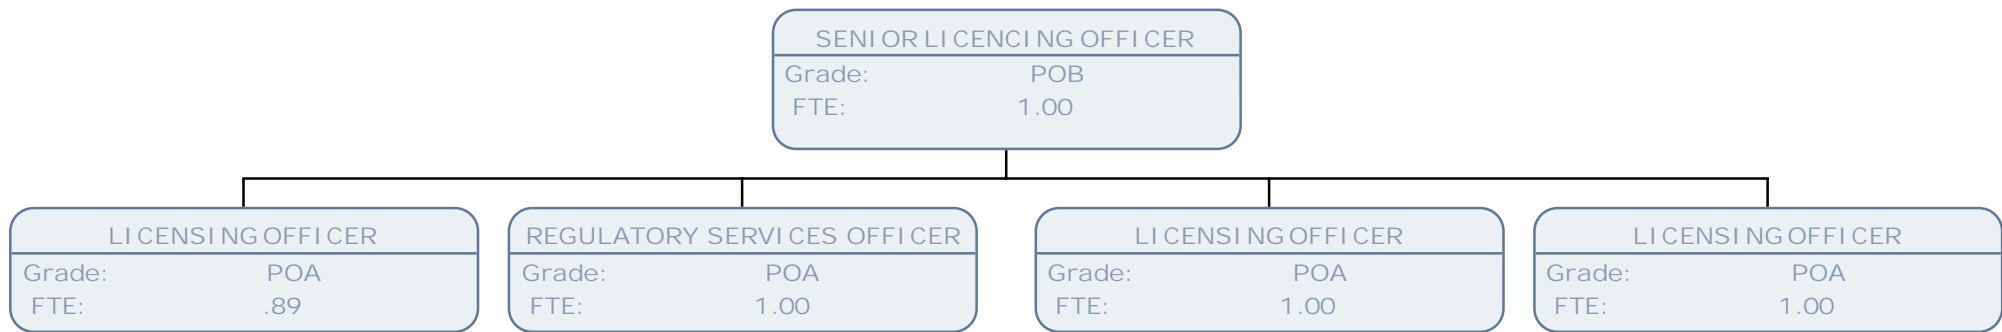 SENIOR LICENCING OFFICER
Grade: POB
FTE: 1.00
LICENSING OFFICER
Grade: POA
FTE: .89
REGULATORY SERVICES OFFICER
Grade: POA
FTE: 1.00
LICENSING OFFICER
Grade: POA
FTE: 1.00
LICENSING OFFICER
Grade: POA
FTE: 1.00